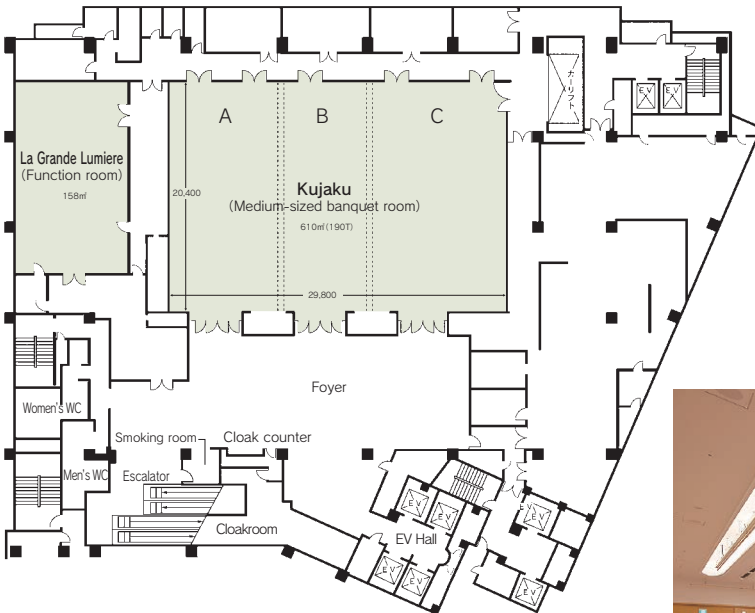 A
B
C
カーリフト
EV
EV
La Grande Lumiere
(Function room)
158㎡
20,400
Kujaku
(Medium-sized banquet room)
610㎡(190T)
29,800
Foyer
Women's WC
Smoking room
Cloak counter
Men's WC
Escalator
Cloakroom
EV Hall
EV
EV
EV
EV
EV
EV